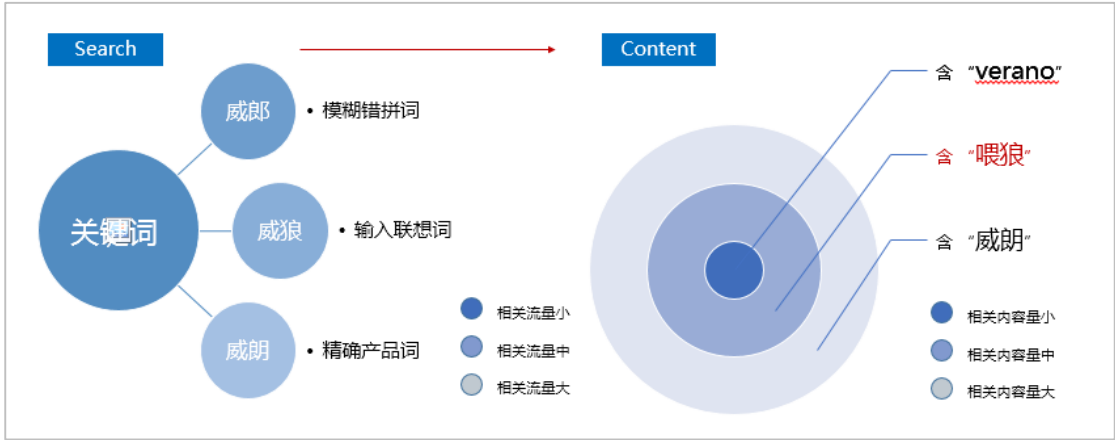 Search
关键词
威郎
• 模糊错拼词
威狼
• 输入联想词
威朗
• 精确产品词
相关流量小
相关流量中
相关流量大
Content
含 “verano”
含 “喂狼”
含 “威朗”
相关内容量小
相关内容量中
相关内容量大